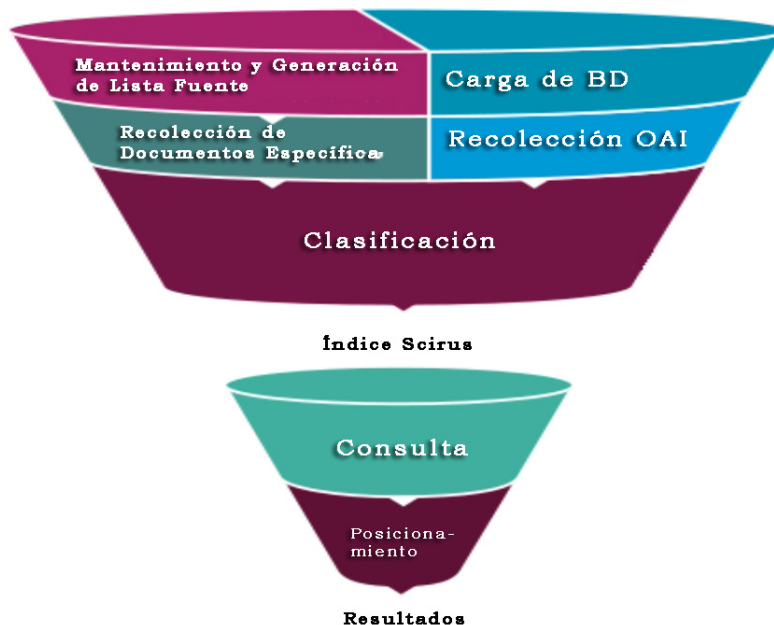 Mantenimiento y Generación
de Lista Fuente
Carga de BD
Recolección de
Documentos Específica
Recolección OAI
Clasificación
Índice Scirus
Consulta
Posiciona-
miento
Resultados